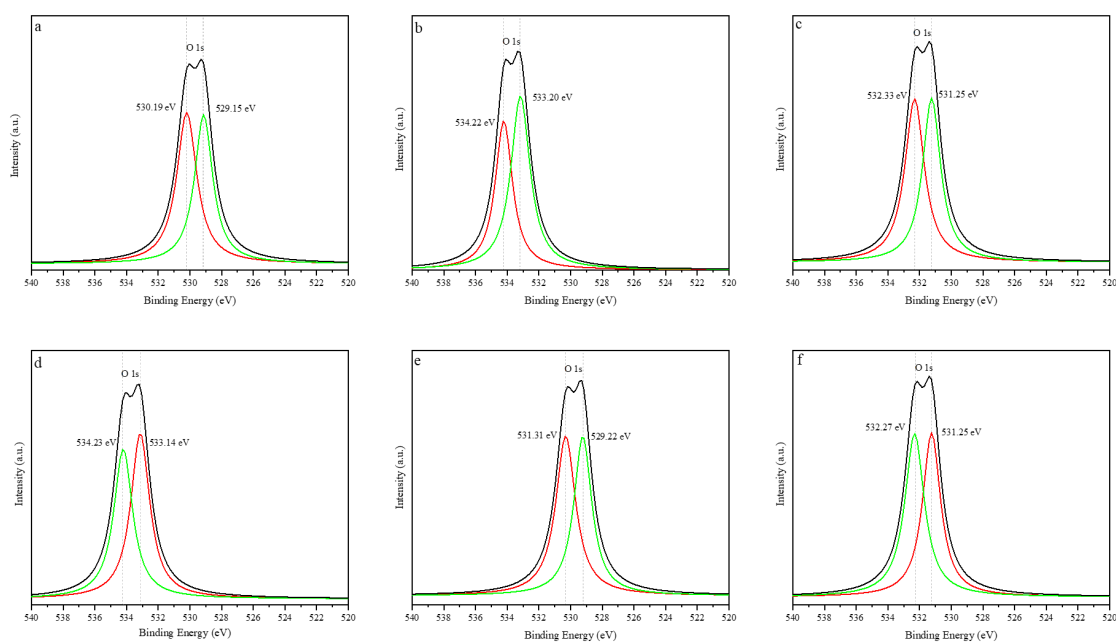 a
O 1s
530.19 eV
529.15 eV
Intensity (a.u.)
540 538 536 534 532 530 528 526 524 522 520
Binding Energy (eV)
b
O 1s
533.20 eV
534.22 eV
Intensity (a.u.)
540 538 536 534 532 530 528 526 524 522 520
Binding Energy (eV)
c
O 1s
532.33 eV
531.25 eV
Intensity (a.u.)
540 538 536 534 532 530 528 526 524 522 520
Binding Energy (eV)
d
O 1s
534.23 eV
533.14 eV
Intensity (a.u.)
540 538 536 534 532 530 528 526 524 522 520
Binding Energy (eV)
e
O 1s
531.31 eV
529.22 eV
Intensity (a.u.)
540 538 536 534 532 530 528 526 524 522 520
Binding Energy (eV)
f
O 1s
532.27 eV
531.25 eV
Intensity (a.u.)
540 538 536 534 532 530 528 526 524 522 520
Binding Energy (eV)